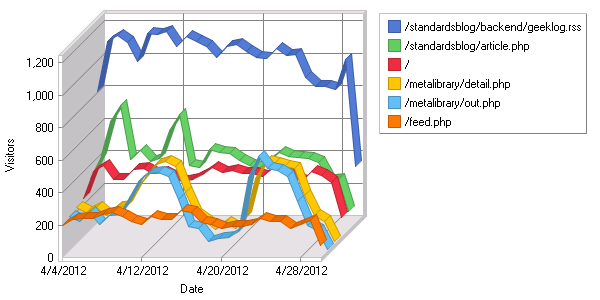 /standardsblog/backend/geeklog.rss
/standardsblog/article.php
/
/metalibrary/detail.php
/metalibrary/out.php
/feed.php
Visitors
1,200
1,000
800
600
400
200
0
4/4/2012 4/12/2012 4/20/2012 4/28/2012
Date